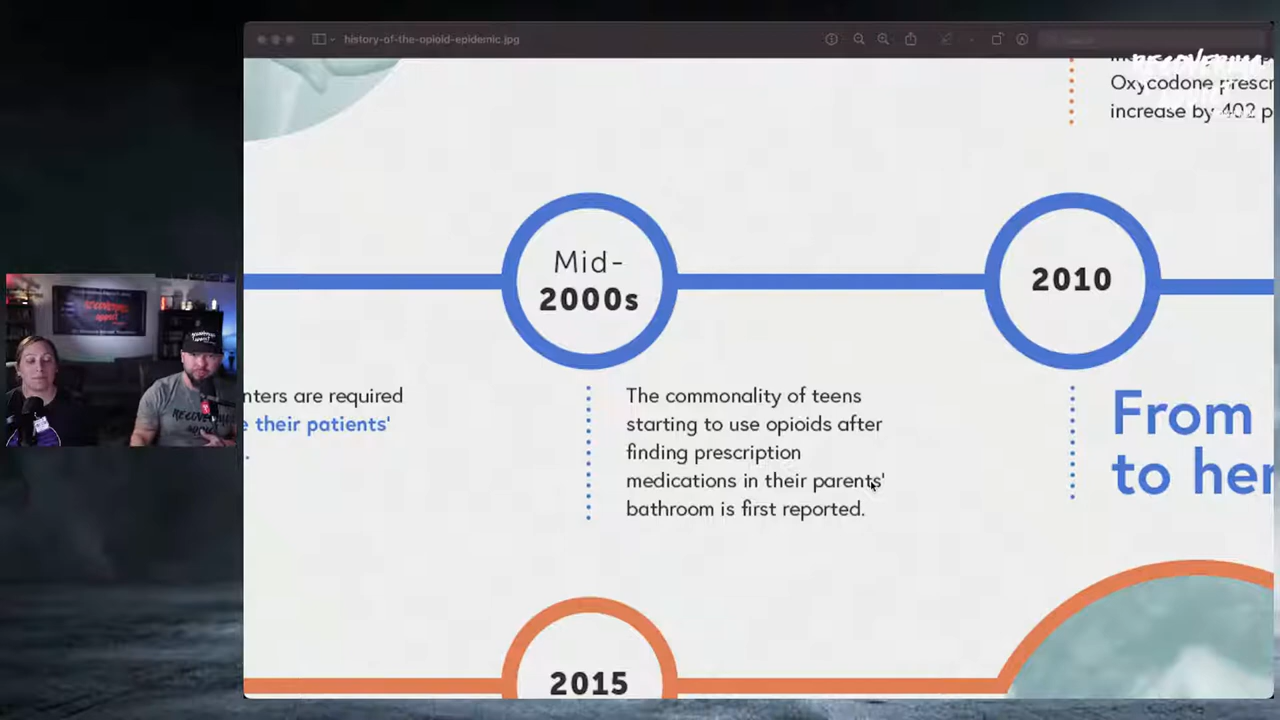 history-of-the-opioid-epidemic.jpg
RECOVERING
Oxycodone prescr
increase by 402 p
Mid-
2000s
2010
nters are required
e their patients'
.
The commonality of teens
starting to use opioids after
finding prescription
medications in their parents'
bathroom is first reported.
From
to her
2015